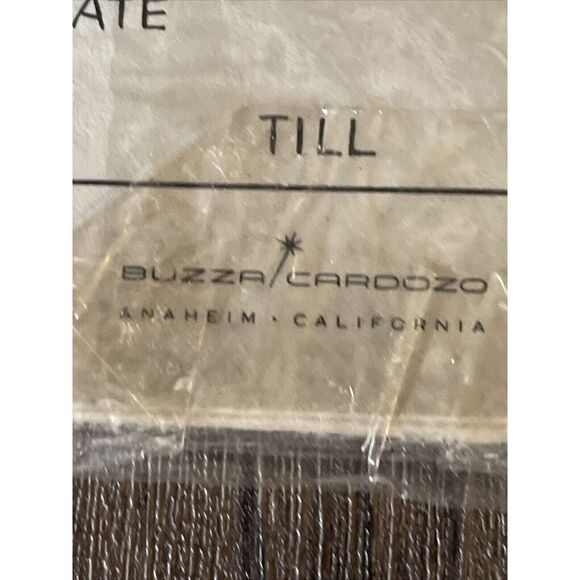 ATE
TILL
BUZZA CARDOZO
ANAHEIM · CALIFORNIA